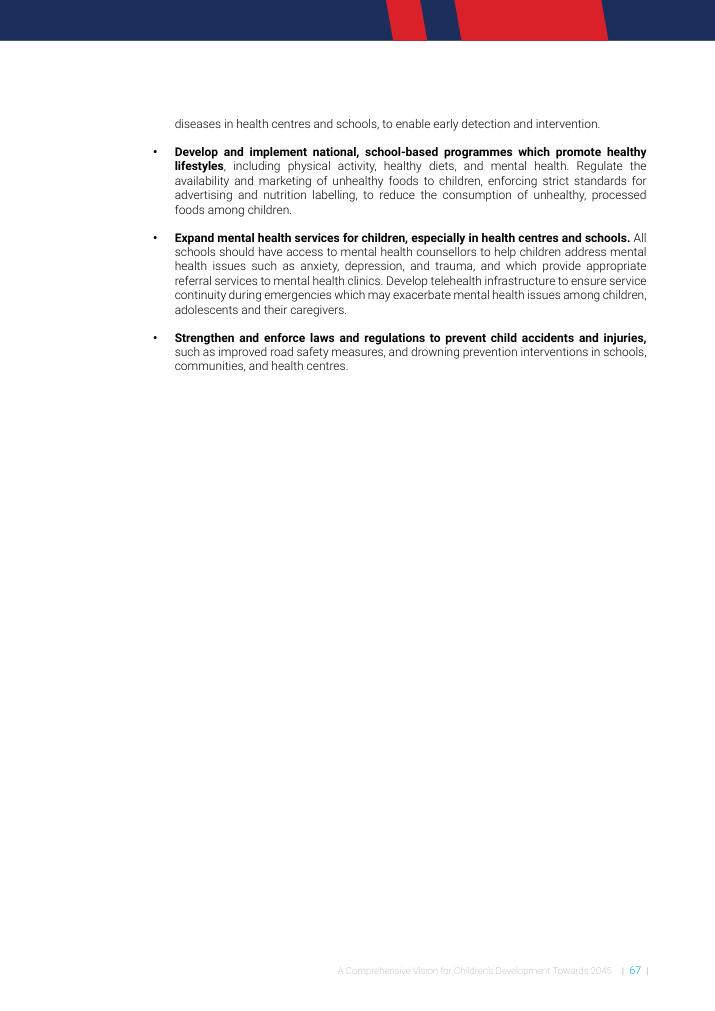 diseases in health centres and schools, to enable early detection and intervention.
• Develop and implement national, school-based programmes which promote healthy
lifestyles, including physical activity, healthy diets, and mental health. Regulate the
availability and marketing of unhealthy foods to children, enforcing strict standards for
advertising and nutrition labelling, to reduce the consumption of unhealthy, processed
foods among children.
• Expand mental health services for children, especially in health centres and schools. All
schools should have access to mental health counsellors to help children address mental
health issues such as anxiety, depression, and trauma, and which provide appropriate
referral services to mental health clinics. Develop telehealth infrastructure to ensure service
continuity during emergencies which may exacerbate mental health issues among children,
adolescents and their caregivers.
• Strengthen and enforce laws and regulations to prevent child accidents and injuries,
such as improved road safety measures, and drowning prevention interventions in schools,
communities, and health centres.
A Comprehensive Vision for Children's Development Towards 2045 | 67 |